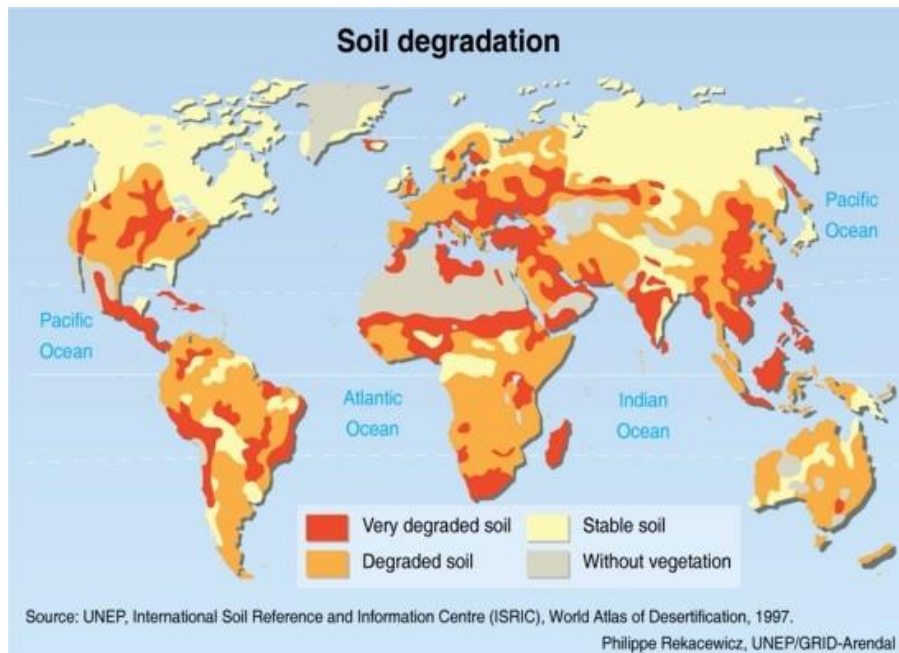 Soil degradation
Pacific
Ocean
Pacific
Ocean
Atlantic
Ocean
Indian
Ocean
Very degraded soil
Stable soil
Degraded soil
Without vegetation
Source: UNEP, International Soil Reference and Information Centre (ISRIC), World Atlas of Desertification, 1997.
Philippe Rekacewicz, UNEP/GRID-Arendal